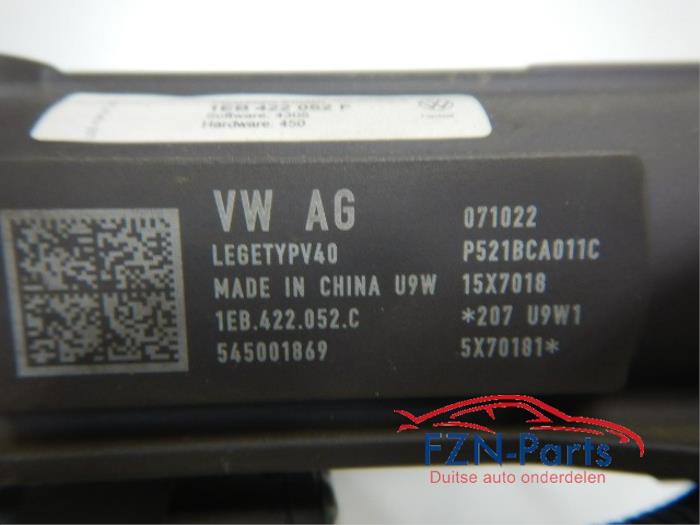 1EB 422 052 F
Software: 4305
Hardware: 450
VW AG 071022
LEGETYPV40 P521BCA011C
MADE IN CHINA U9W 15X7018
1EB.422.052.C *207 U9W1
545001869 5X70181*
FZN-Parts
Duitse auto onderdelen